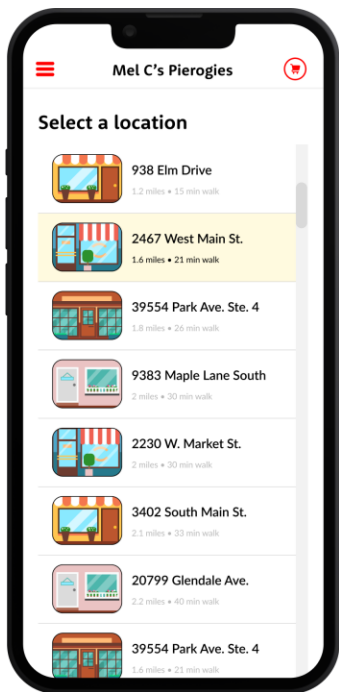 Mel C's Pierogies
Select a location
938 Elm Drive
1.2 miles • 15 min walk
2467 West Main St.
1.6 miles • 21 min walk
39554 Park Ave. Ste. 4
1.8 miles • 26 min walk
9383 Maple Lane South
2 miles • 30 min walk
2230 W. Market St.
2 miles • 30 min walk
3402 South Main St.
2.1 miles • 33 min walk
20799 Glendale Ave.
2.2 miles • 40 min walk
39554 Park Ave. Ste. 4
1.6 miles • 21 min walk